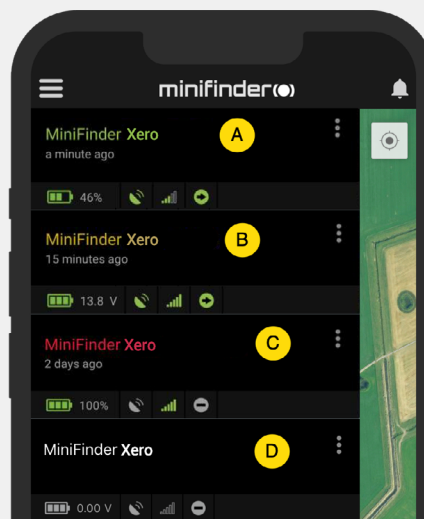 minifinder
MiniFinder Xero
A
a minute ago
46%
MiniFinder Xero
B
15 minutes ago
13.8 V
MiniFinder Xero
C
2 days ago
100%
MiniFinder Xero
D
0.00 V